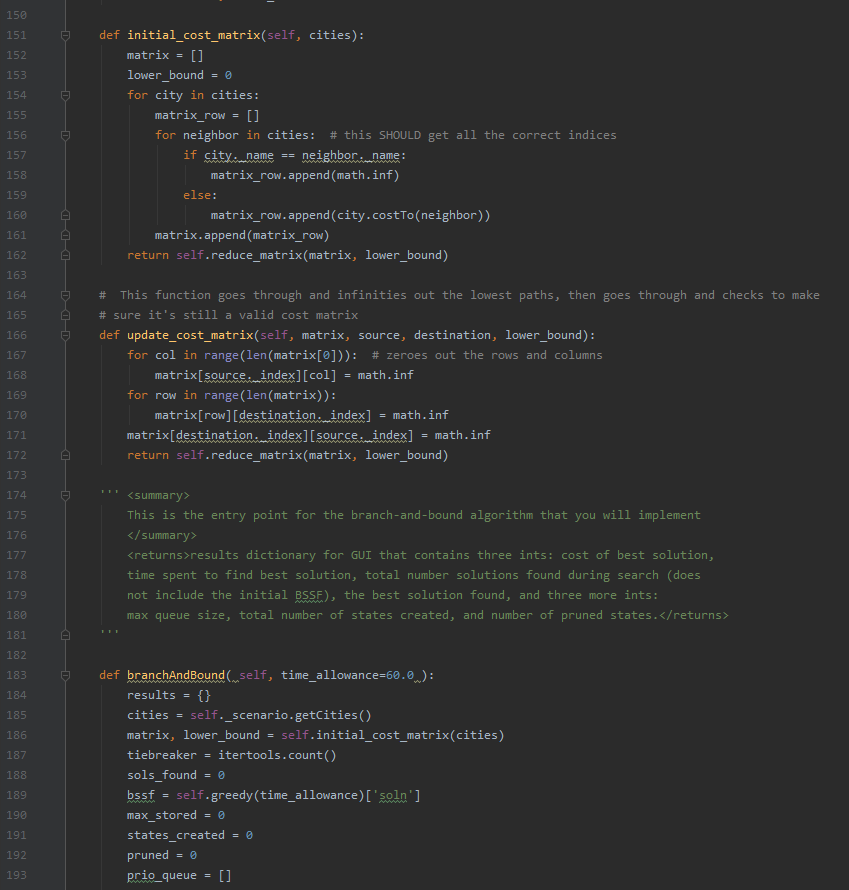 150
151 def initial_cost_matrix(self, cities):
152 matrix = []
153 lower_bound = 0
154 for city in cities:
155 matrix_row = []
156 for neighbor in cities:  # this SHOULD get all the correct indices
157 if city._name == neighbor._name:
158 matrix_row.append(math.inf)
159 else:
160 matrix_row.append(city.costTo(neighbor))
161 matrix.append(matrix_row)
162 return self.reduce_matrix(matrix, lower_bound)
163
164 #  This function goes through and infinities out the lowest paths, then goes through and checks to make
165 # sure it's still a valid cost matrix
166 def update_cost_matrix(self, matrix, source, destination, lower_bound):
167 for col in range(len(matrix[0])):  # zeroes out the rows and columns
168 matrix[source._index][col] = math.inf
169 for row in range(len(matrix)):
170 matrix[row][destination._index] = math.inf
171 matrix[destination._index][source._index] = math.inf
172 return self.reduce_matrix(matrix, lower_bound)
173
174 ''' <summary>
175 This is the entry point for the branch-and-bound algorithm that you will implement
176 </summary>
177 <returns>results dictionary for GUI that contains three ints: cost of best solution,
178 time spent to find best solution, total number solutions found during search (does
179 not include the initial BSSF), the best solution found, and three more ints:
180 max queue size, total number of states created, and number of pruned states.</returns>
181 '''
182
183 def branchAndBound( self, time_allowance=60.0 ):
184 results = {}
185 cities = self._scenario.getCities()
186 matrix, lower_bound = self.initial_cost_matrix(cities)
187 tiebreaker = itertools.count()
188 sols_found = 0
189 bssf = self.greedy(time_allowance)['soln']
190 max_stored = 0
191 states_created = 0
192 pruned = 0
193 prio_queue = []